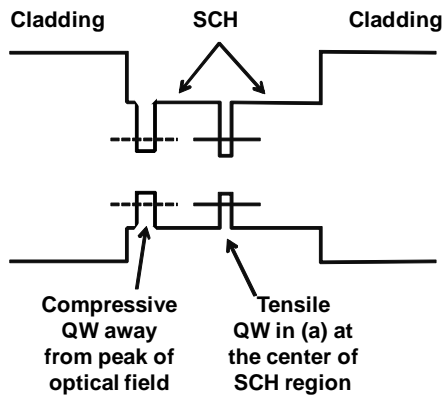 Cladding SCH Cladding
Compressive
QW away
from peak of
optical field
Tensile
QW in (a) at
the center of
SCH region